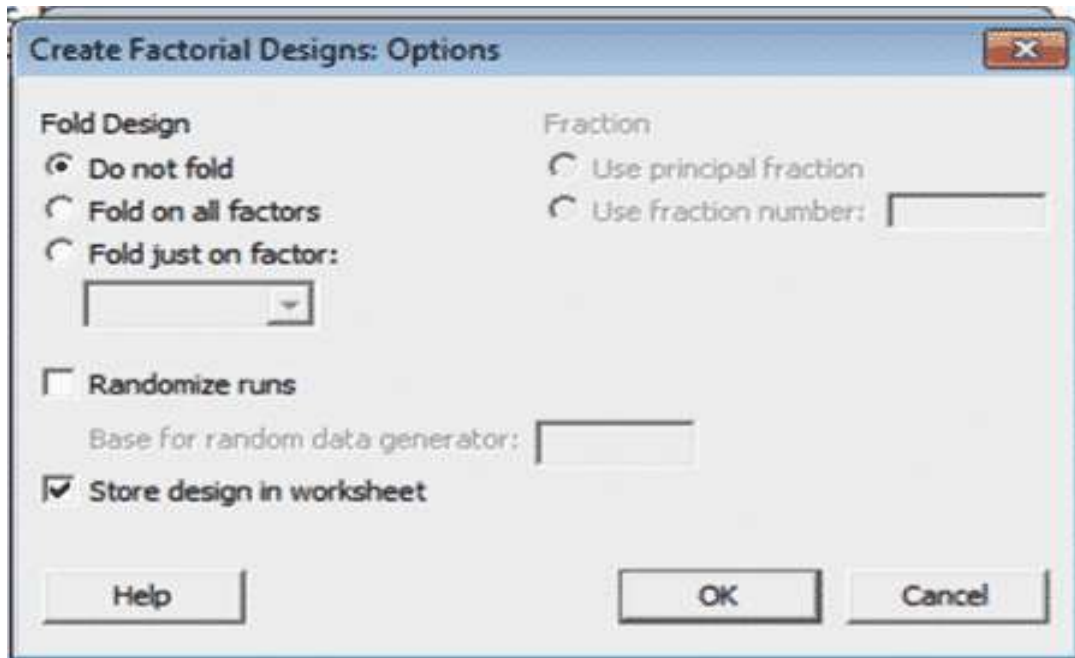 Create Factorial Designs: Options
Fold Design
Do not fold
Fold on all factors
Fold just on factor:
Fraction
Use principal fraction
Use fraction number:
Randomize runs
Base for random data generator:
Store design in worksheet
Help
OK
Cancel